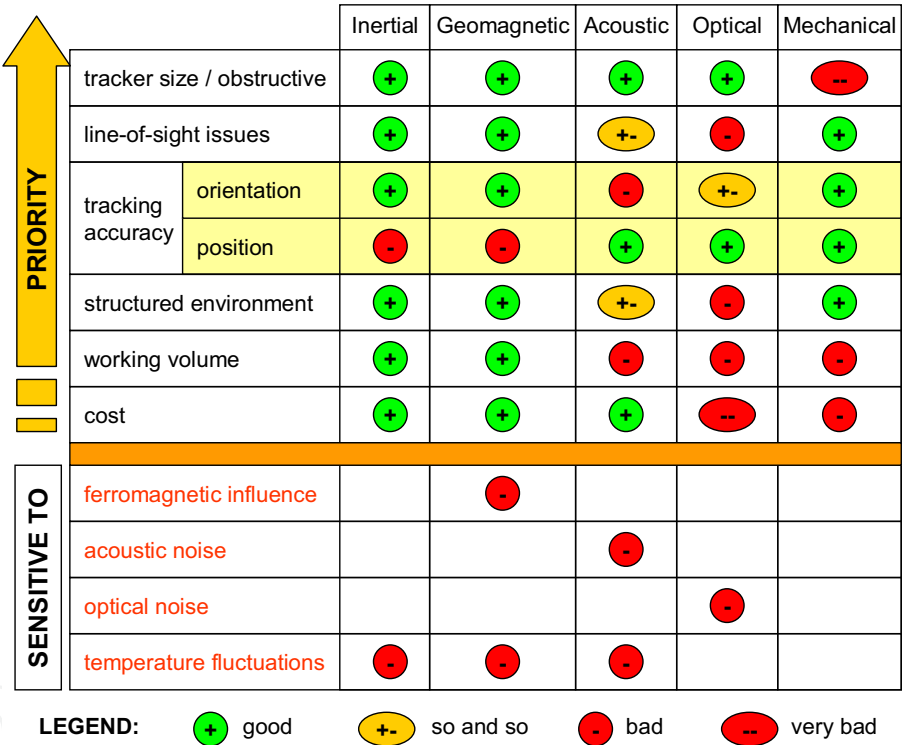 Inertial Geomagnetic Acoustic Optical Mechanical
PRIORITY
tracker size / obstructive + + + + --
line-of-sight issues + + +- - +
tracking
accuracy
orientation + + - +- +
position - - + + +
structured environment + + +- - +
working volume + + - - -
cost + + + -- -
SENSITIVE TO
ferromagnetic influence -
acoustic noise -
optical noise -
temperature fluctuations - - -
LEGEND: + good +- so and so - bad -- very bad